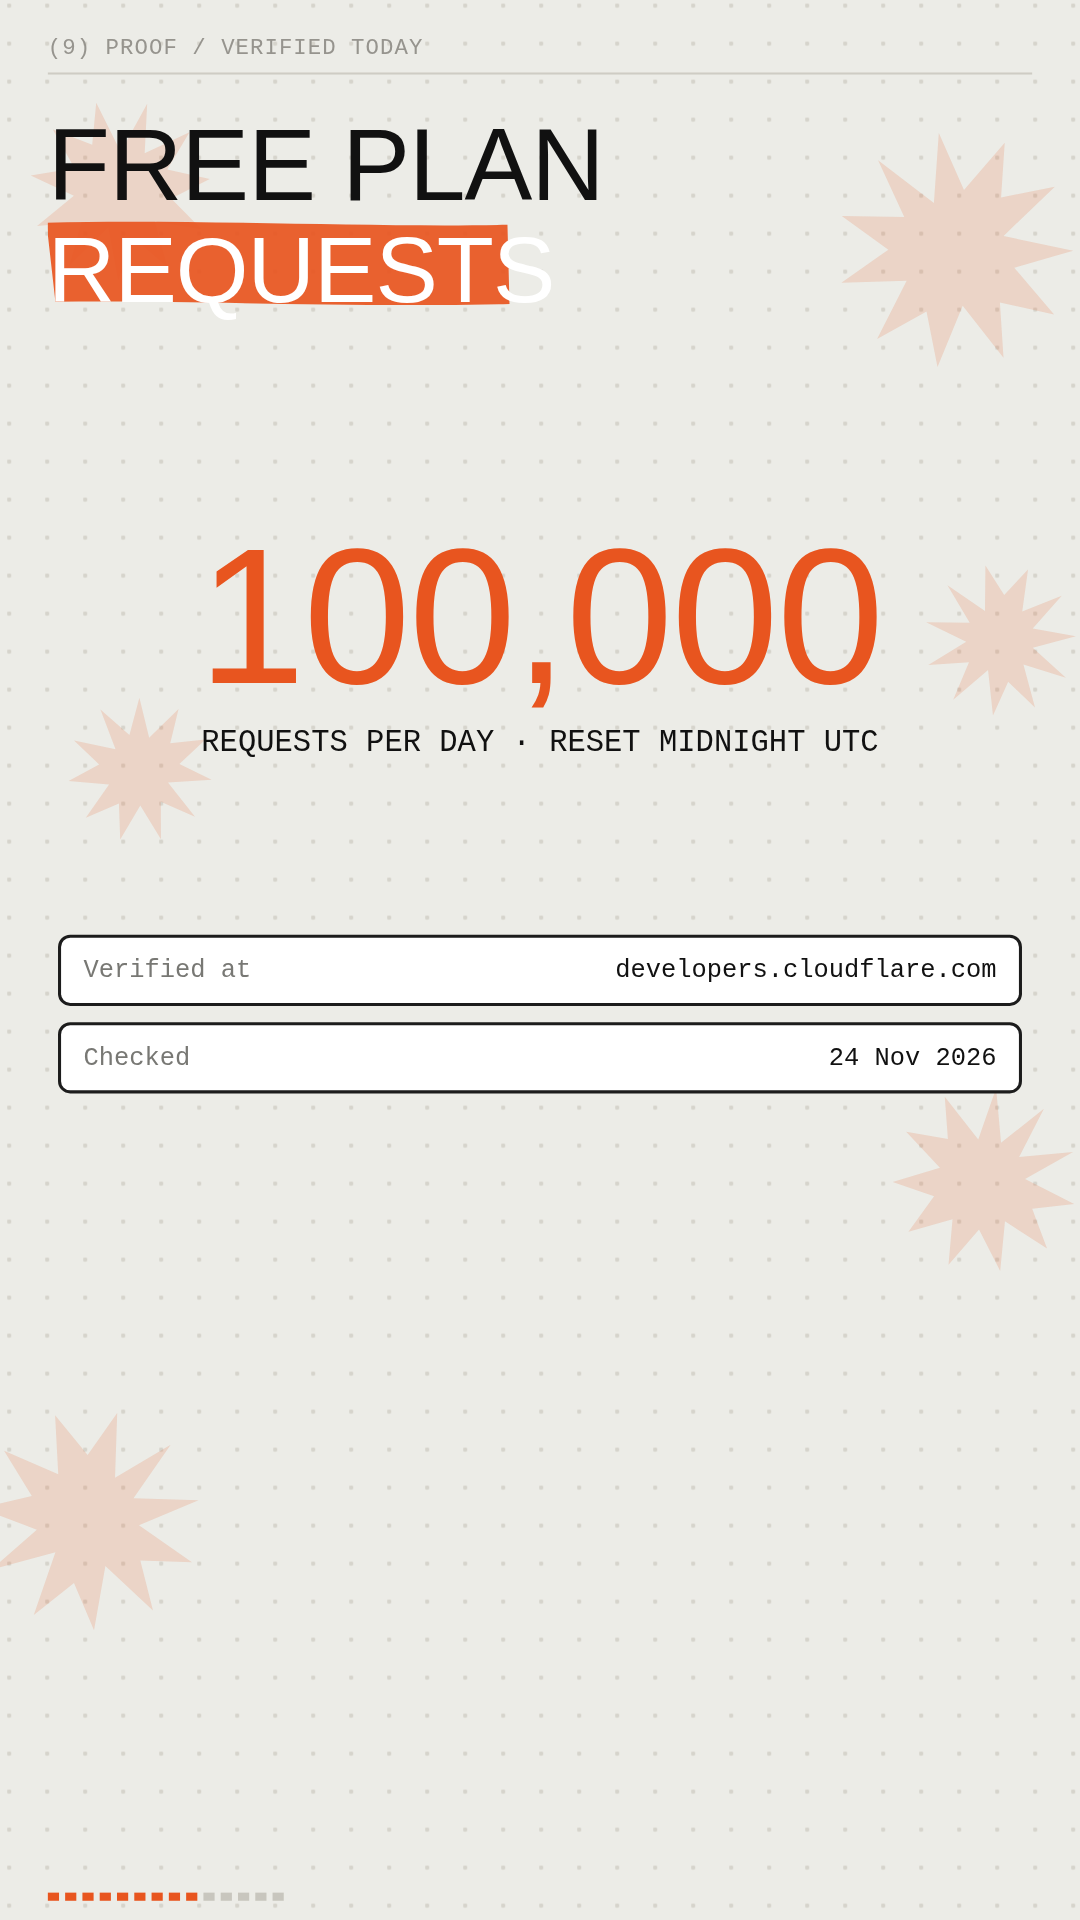 (9) PROOF / VERIFIED TODAY
FREE PLAN
REQUESTS
100,000
REQUESTS PER DAY · RESET MIDNIGHT UTC
Verified at developers.cloudflare.com
Checked 24 Nov 2026